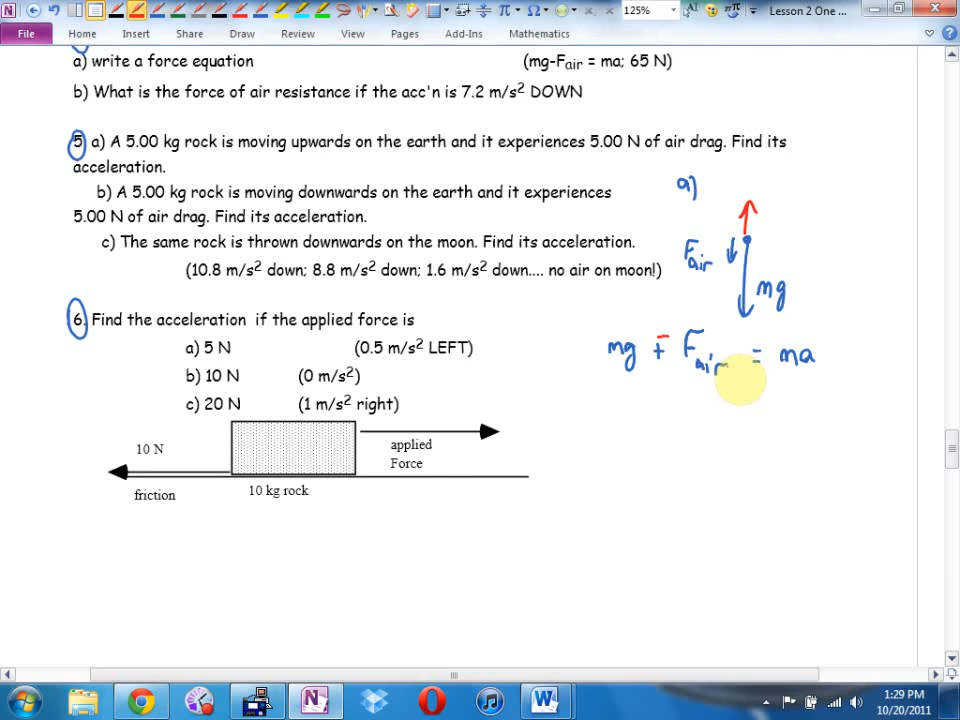 125%
Lesson 2 One ...
File Home Insert Share Draw Review View Pages Add-Ins Mathematics
a) write a force equation (mg-Fair = ma; 65 N)
b) What is the force of air resistance if the acc'n is 7.2 m/s2 DOWN
5 a) A 5.00 kg rock is moving upwards on the earth and it experiences 5.00 N of air drag. Find its
acceleration.
b) A 5.00 kg rock is moving downwards on the earth and it experiences
5.00 N of air drag. Find its acceleration.
c) The same rock is thrown downwards on the moon. Find its acceleration.
(10.8 m/s2 down; 8.8 m/s2 down; 1.6 m/s2 down.... no air on moon!)
a)
Fair
mg
mg + Fair = ma
6. Find the acceleration if the applied force is
a) 5 N (0.5 m/s2 LEFT)
b) 10 N (0 m/s2)
c) 20 N (1 m/s2 right)
10 N
applied
Force
friction
10 kg rock
1:29 PM
10/20/2011